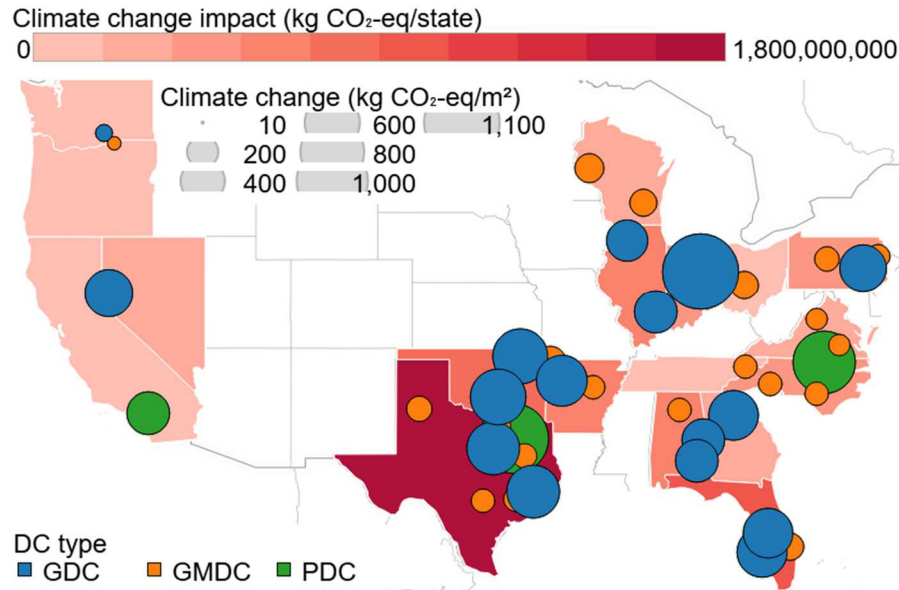 Climate change impact (kg CO₂-eq/state)
0 1,800,000,000
Climate change (kg CO₂-eq/m²)
10 600 1,100
200 800
400 1,000
DC type
GDC GMDC PDC